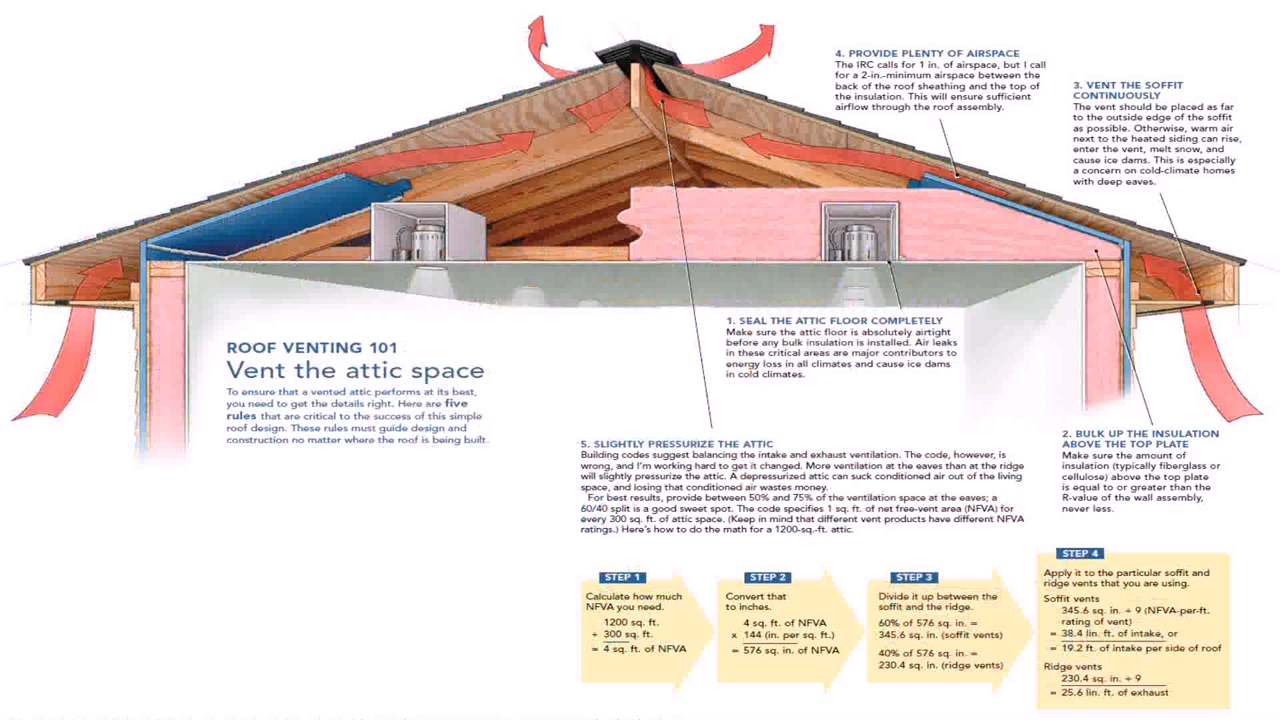 4. PROVIDE PLENTY OF AIRSPACE
The IRC calls for 1 in. of airspace, but I call
for a 2-in.-minimum airspace between the
back of the roof sheathing and the top of
the insulation. This will ensure sufficient
airflow through the roof assembly.
3. VENT THE SOFFIT
CONTINUOUSLY
The vent should be placed as far
to the outside edge of the soffit
as possible. Otherwise, warm air
next to the heated siding can rise,
enter the vent, melt snow, and
cause ice dams. This is especially
a concern on cold-climate homes
with deep eaves.
1. SEAL THE ATTIC FLOOR COMPLETELY
Make sure the attic floor is absolutely airtight
before any bulk insulation is installed. Air leaks
in these critical areas are major contributors to
energy loss in all climates and cause ice dams
in cold climates.
ROOF VENTING 101
Vent the attic space
To ensure that a vented attic performs at its best,
you need to get the details right. Here are five
rules that are critical to the success of this simple
roof design. These rules must guide design and
construction no matter where the roof is being built.
2. BULK UP THE INSULATION
ABOVE THE TOP PLATE
Make sure the amount of
insulation (typically fiberglass or
cellulose) above the top plate
is equal to or greater than the
R-value of the wall assembly,
never less.
5. SLIGHTLY PRESSURIZE THE ATTIC
Building codes suggest balancing the intake and exhaust ventilation. The code, however, is
wrong, and I'm working hard to get it changed. More ventilation at the eaves than at the ridge
will slightly pressurize the attic. A depressurized attic can suck conditioned air out of the living
space, and losing that conditioned air wastes money.
For best results, provide between 50% and 75% of the ventilation space at the eaves; a
60/40 split is a good sweet spot. The code specifies 1 sq. ft. of net free-vent area (NFVA) for
every 300 sq. ft. of attic space. (Keep in mind that different vent products have different NFVA
ratings.) Here's how to do the math for a 1200-sq.-ft. attic.
STEP 1
Calculate how much
NFVA you need.
1200 sq. ft.
÷ 300 sq. ft.
= 4 sq. ft. of NFVA
STEP 2
Convert that
to inches.
4 sq. ft. of NFVA
x 144 (in. per sq. ft.)
= 576 sq. in. of NFVA
STEP 3
Divide it up between the
soffit and the ridge.
60% of 576 sq. in. =
345.6 sq. in. (soffit vents)
40% of 576 sq. in. =
230.4 sq. in. (ridge vents)
STEP 4
Apply it to the particular soffit and
ridge vents that you are using.
Soffit vents
345.6 sq. in. ÷ 9 (NFVA-per-ft.
rating of vent)
= 38.4 lin. ft. of intake, or
= 19.2 ft. of intake per side of roof
Ridge vents
230.4 sq. in. ÷ 9
= 25.6 lin. ft. of exhaust